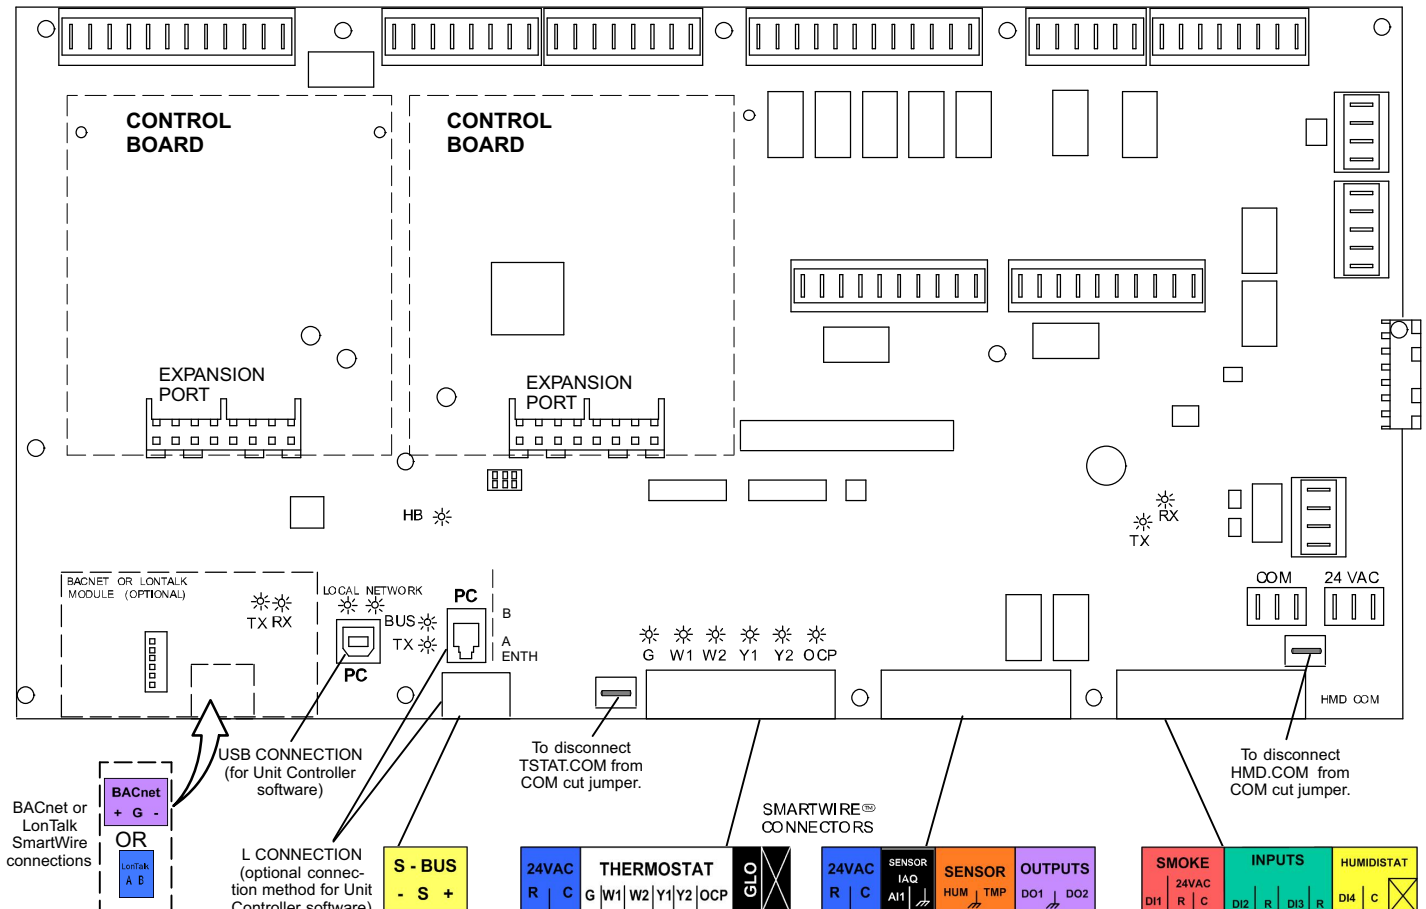 CONTROL
BOARD
CONTROL
BOARD
EXPANSION
PORT
EXPANSION
PORT
HB
RX
TX
BACNET OR LONTALK
MODULE (OPTIONAL)
TX RX
LOCAL NETWORK
BUS
TX
PC
PC
B
A
ENTH
G W1 W2 Y1 Y2 OCP
COM
24 VAC
HMD COM
USB CONNECTION
(for Unit Controller
software)
To disconnect
TSTAT.COM from
COM cut jumper.
To disconnect
HMD.COM from
COM cut jumper.
SMARTWIRE™
CONNECTORS
BACnet or
LonTalk
SmartWire
connections
BACnet
+ G -
OR
LonTalk
A B
L CONNECTION
(optional connec-
tion method for Unit
Controller software)
S - BUS
- S +
24VAC
R C
THERMOSTAT
G W1 W2 Y1 Y2 OCP
GLO
24VAC
R C
SENSOR
IAQ
AI1
SENSOR
HUM TMP
OUTPUTS
DO1 DO2
SMOKE
24VAC
DI1 R C
INPUTS
DI2 R DI3 R
HUMIDISTAT
DI4 C